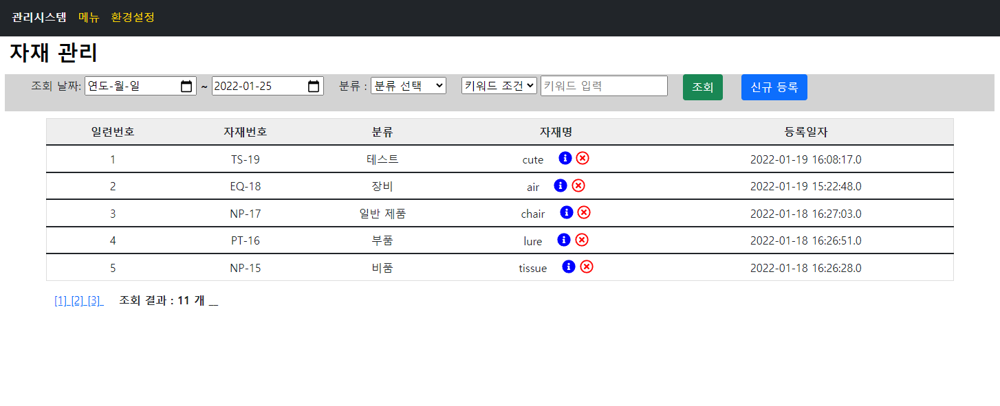 관리시스템 메뉴 환경설정
자재 관리
조회 날짜: 연도-월-일 ~ 2022-01-25 분류 : 분류 선택 키워드 조건 키워드 입력 조회 신규 등록
일련번호 자재번호 분류 자재명 등록일자
1 TS-19 테스트 cute 2022-01-19 16:08:17.0
2 EQ-18 장비 air 2022-01-19 15:22:48.0
3 NP-17 일반 제품 chair 2022-01-18 16:27:03.0
4 PT-16 부품 lure 2022-01-18 16:26:51.0
5 NP-15 비품 tissue 2022-01-18 16:26:28.0
[1] [2] [3] 조회 결과 : 11 개 __